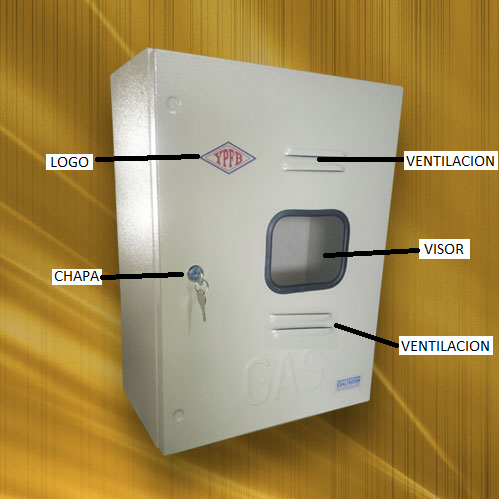 LOGO
YPFB
VENTILACION
VISOR
CHAPA
VENTILACION
GAS